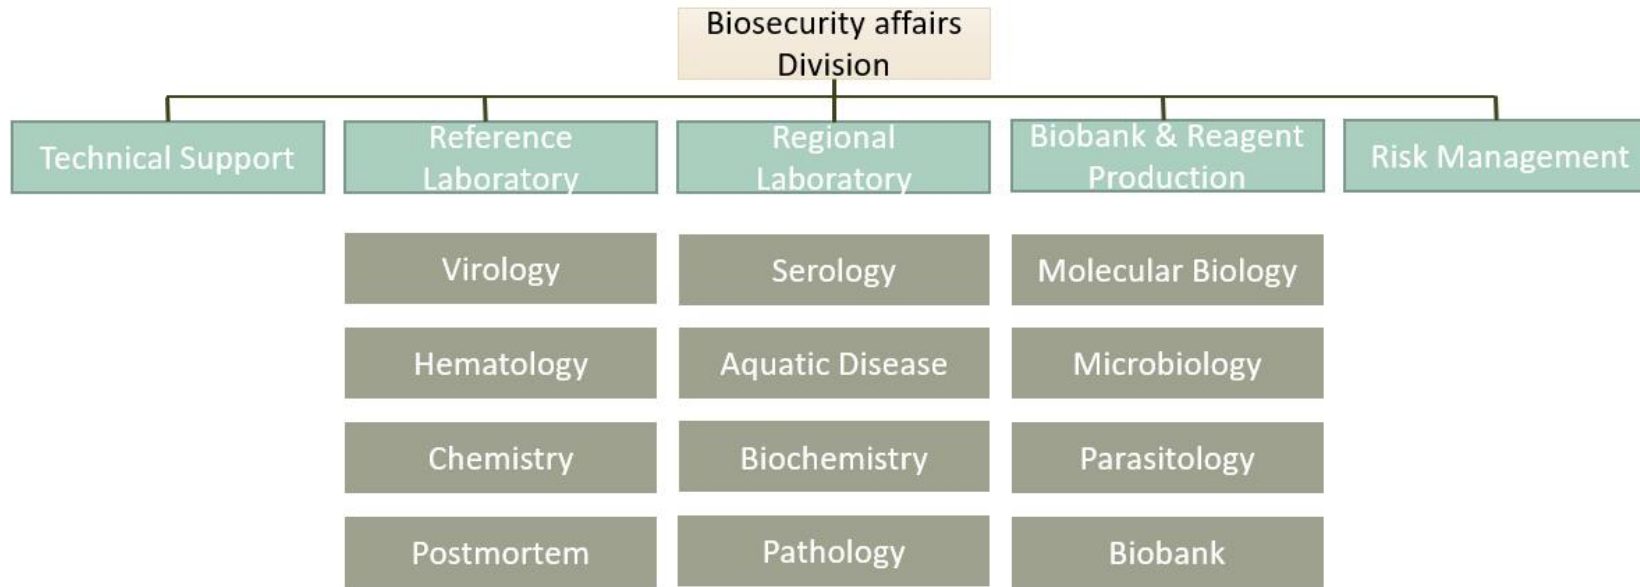 Biosecurity affairs
Division
Technical Support
Reference
Laboratory
Regional
Laboratory
Biobank & Reagent
Production
Risk Management
Virology
Serology
Molecular Biology
Hematology
Aquatic Disease
Microbiology
Chemistry
Biochemistry
Parasitology
Postmortem
Pathology
Biobank